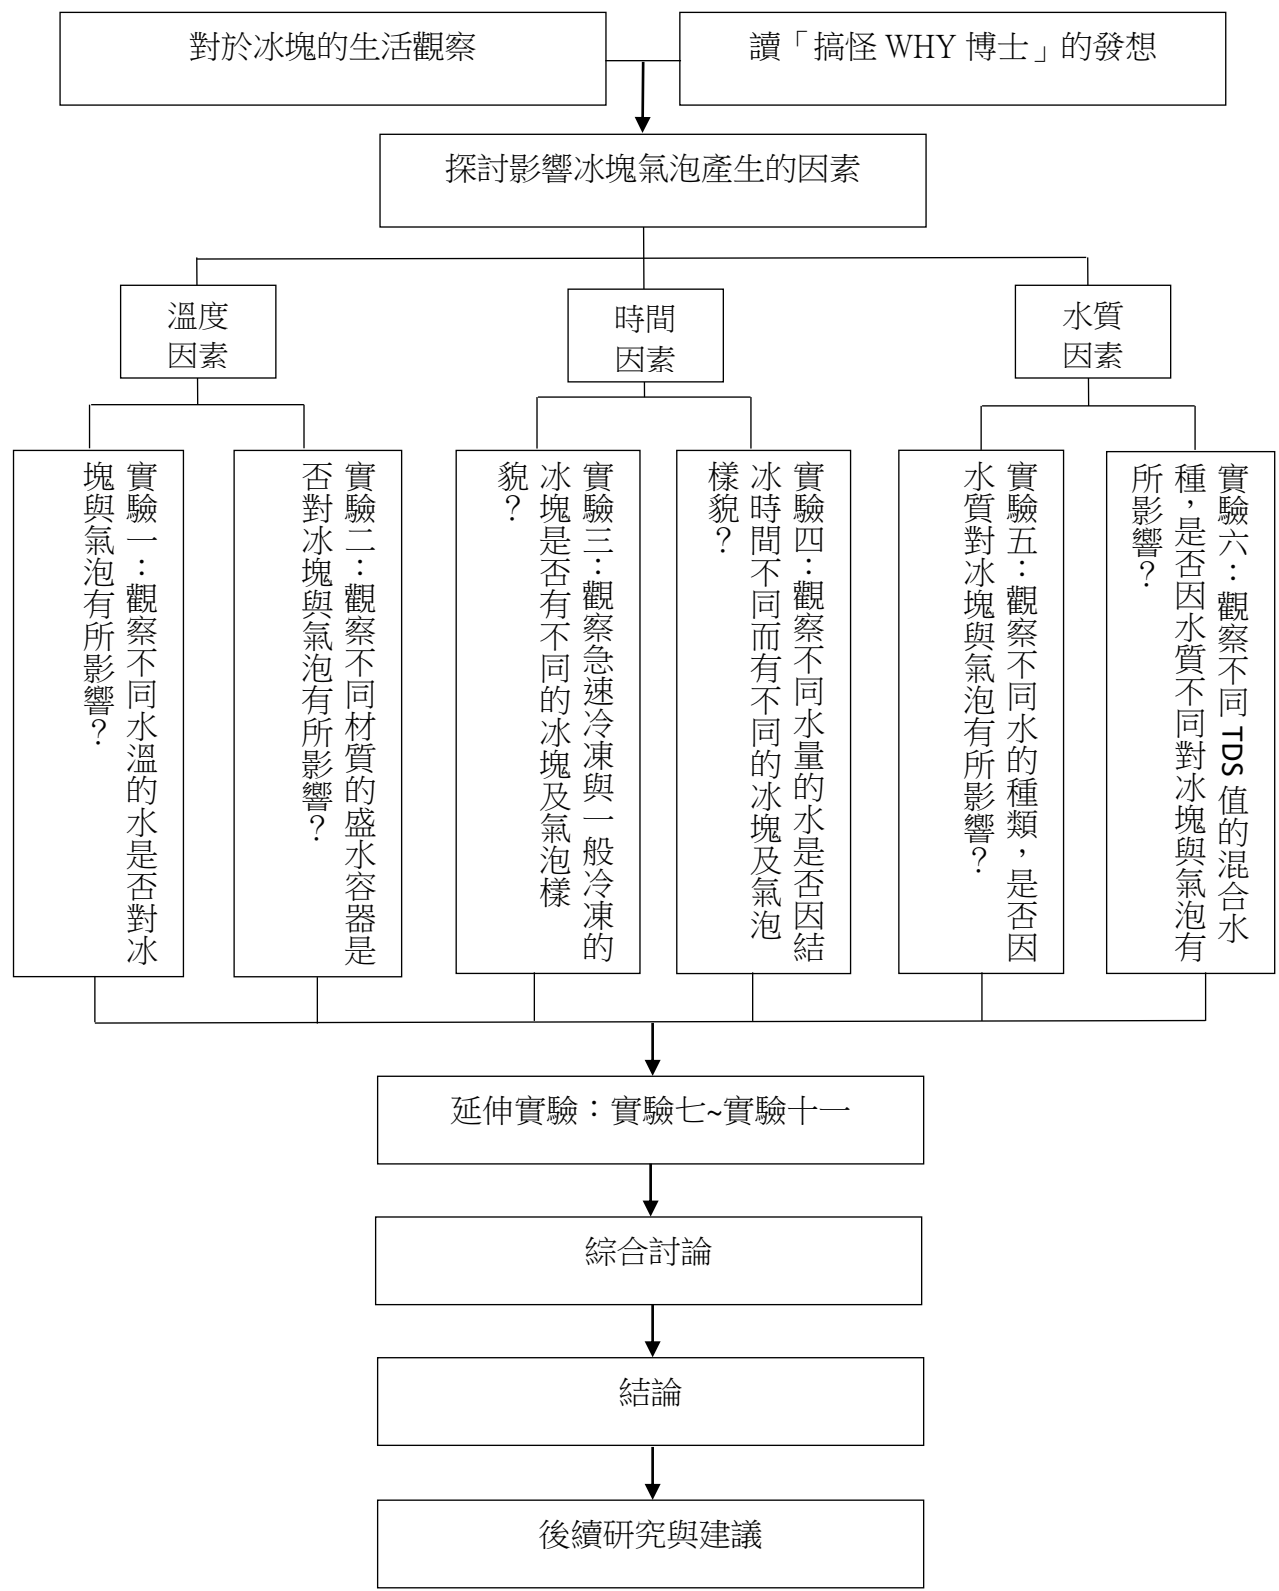 對於冰塊的生活觀察
讀「搞怪 WHY 博士」的發想
探討影響冰塊氣泡產生的因素
溫度
因素
時間
因素
水質
因素
實驗一：觀察不同水溫的水是否對冰
塊與氣泡有所影響？
實驗二：觀察不同材質的盛水容器是
否對冰塊與氣泡有所影響？
實驗三：觀察急速冷凍與一般冷凍的
冰塊是否有不同的冰塊及氣泡樣
貌？
實驗四：觀察不同水量的水是否因結
冰時間不同而有不同的冰塊及氣泡
樣貌？
實驗五：觀察不同水的種類，是否因
水質對冰塊與氣泡有所影響？
實驗六：觀察不同 TDS 值的混合水
種，是否因水質不同對冰塊與氣泡有
所影響？
延伸實驗：實驗七~實驗十一
綜合討論
結論
後續研究與建議